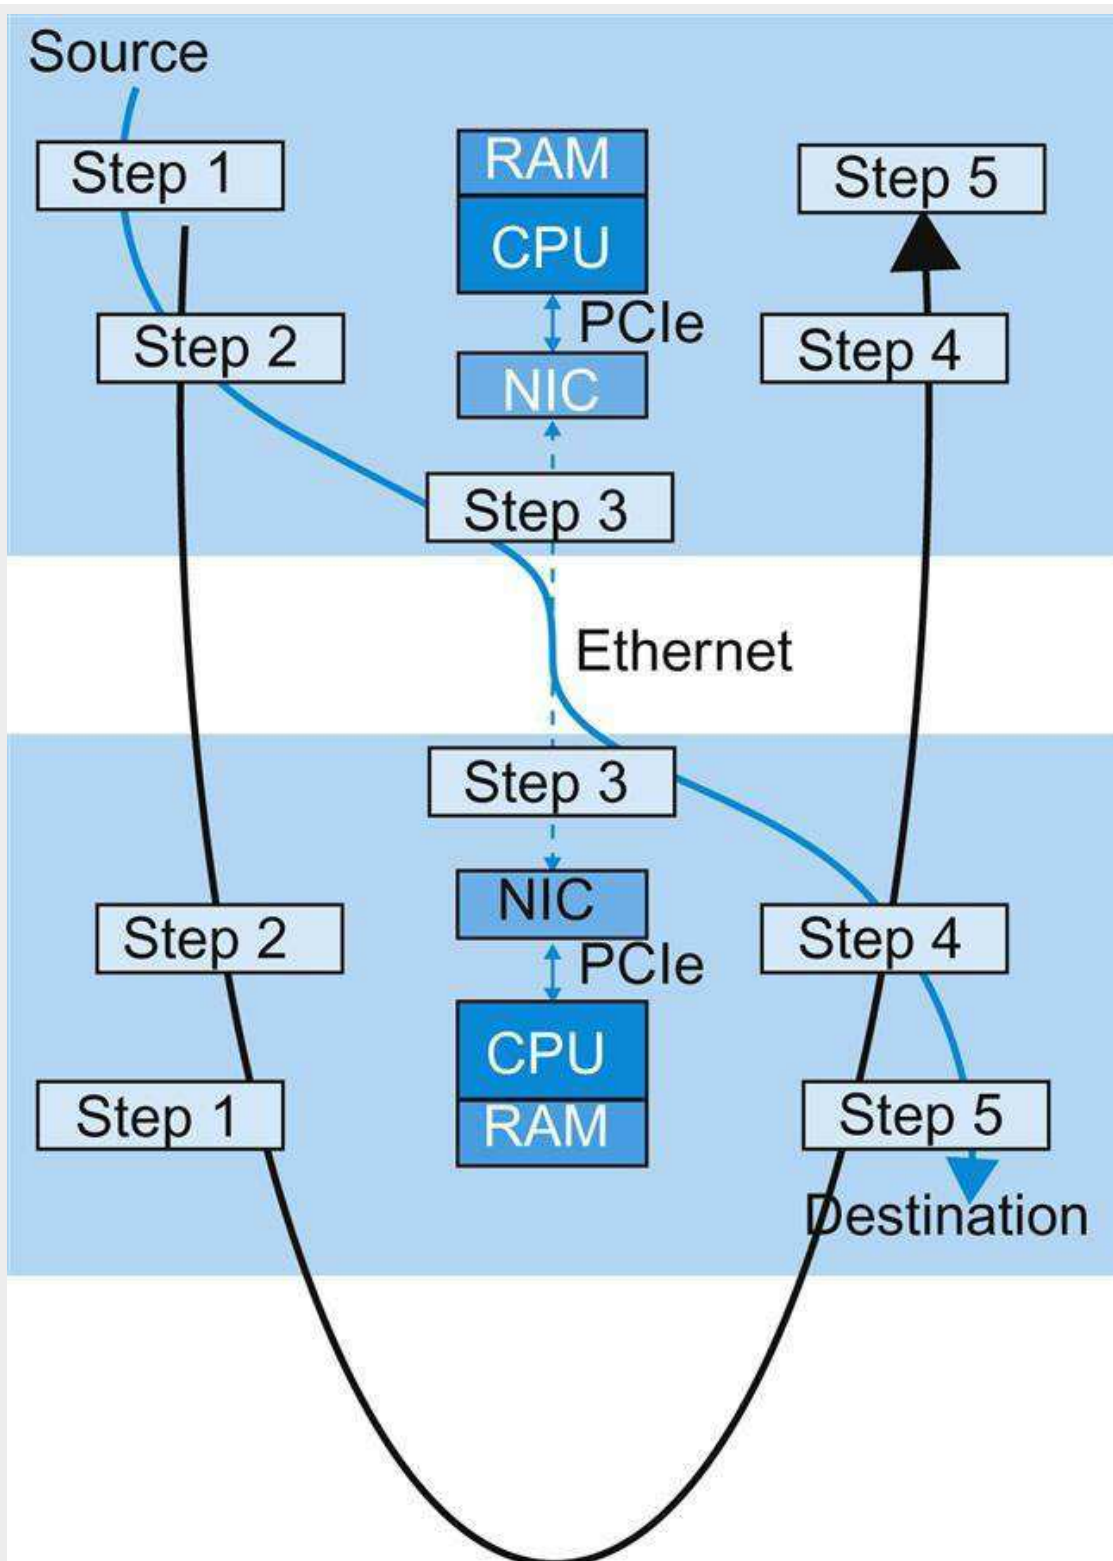 Source
Step 1
RAM
Step 5
CPU
PCIe
Step 2
Step 4
NIC
Step 3
Ethernet
Step 3
NIC
Step 2
PCIe
Step 4
CPU
Step 1
RAM
Step 5
Destination